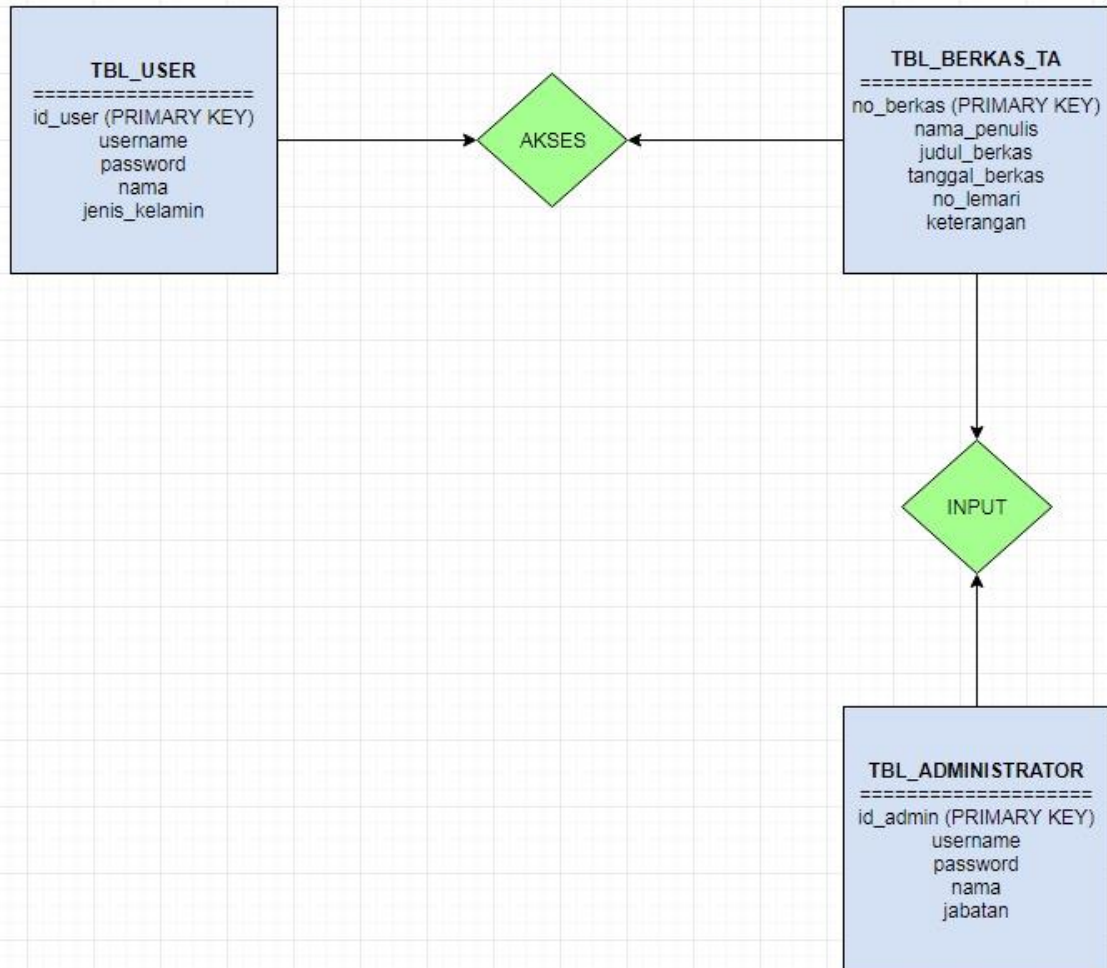 TBL_USER
===================
id_user (PRIMARY KEY)
username
password
nama
jenis_kelamin
AKSES
TBL_BERKAS_TA
====================
no_berkas (PRIMARY KEY)
nama_penulis
judul_berkas
tanggal_berkas
no_lemari
keterangan
INPUT
TBL_ADMINISTRATOR
====================
id_admin (PRIMARY KEY)
username
password
nama
jabatan